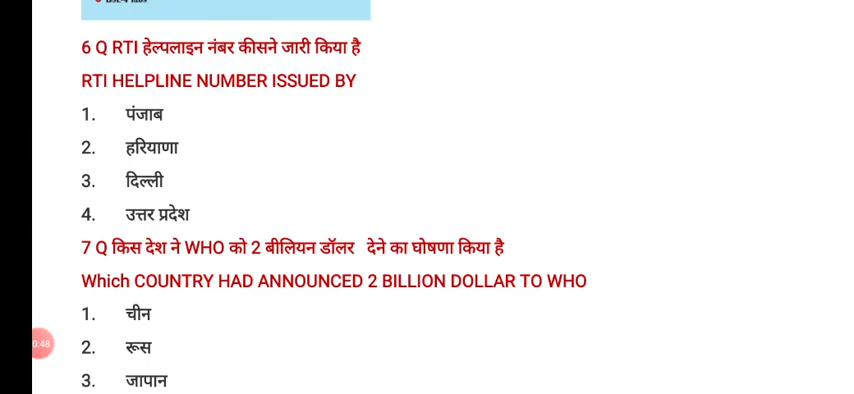 6 Q RTI हेल्पलाइन नंबर कीसने जारी किया है
RTI HELPLINE NUMBER ISSUED BY
1. पंजाब
2. हरियाणा
3. दिल्ली
4. उत्तर प्रदेश
7 Q किस देश ने WHO को 2 बीलियन डॉलर देने का घोषणा किया है
Which COUNTRY HAD ANNOUNCED 2 BILLION DOLLAR TO WHO
1. चीन
0:48
2. रूस
3. जापान